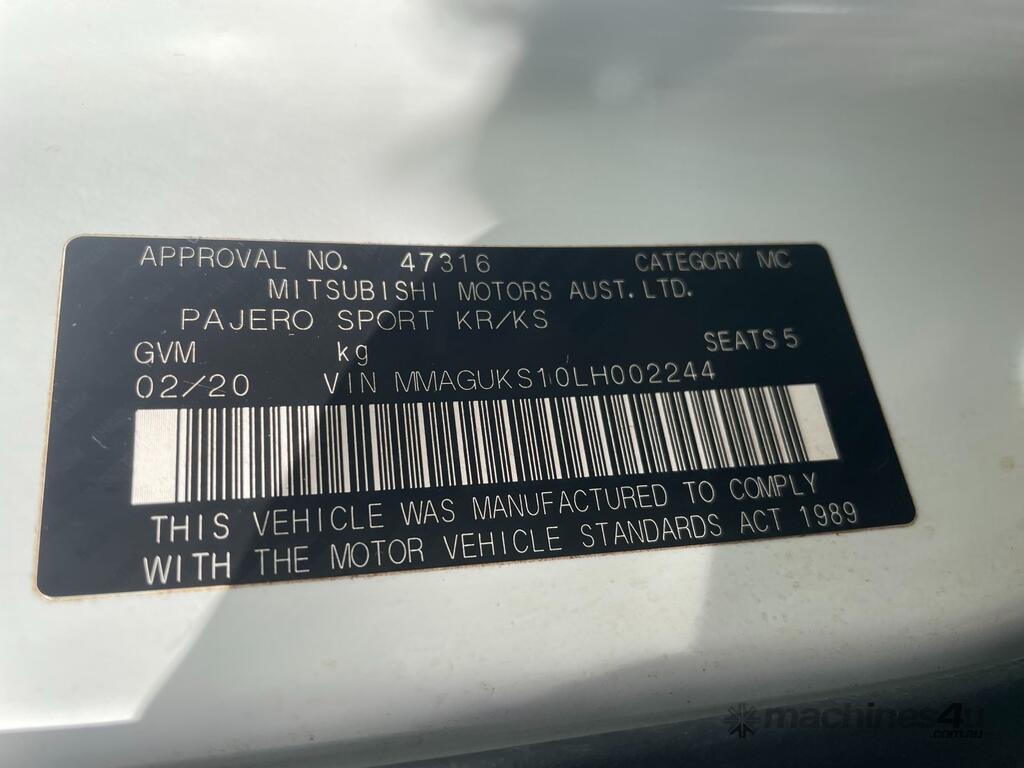 APPROVAL NO. 47316 CATEGORY MC
MITSUBISHI MOTORS AUST. LTD.
PAJERO SPORT KR/KS
GVM kg SEATS 5
02/20 VIN MMAGUKS10LH002244
THIS VEHICLE WAS MANUFACTURED TO COMPLY
WITH THE MOTOR VEHICLE STANDARDS ACT 1989
machines4u
.com.au